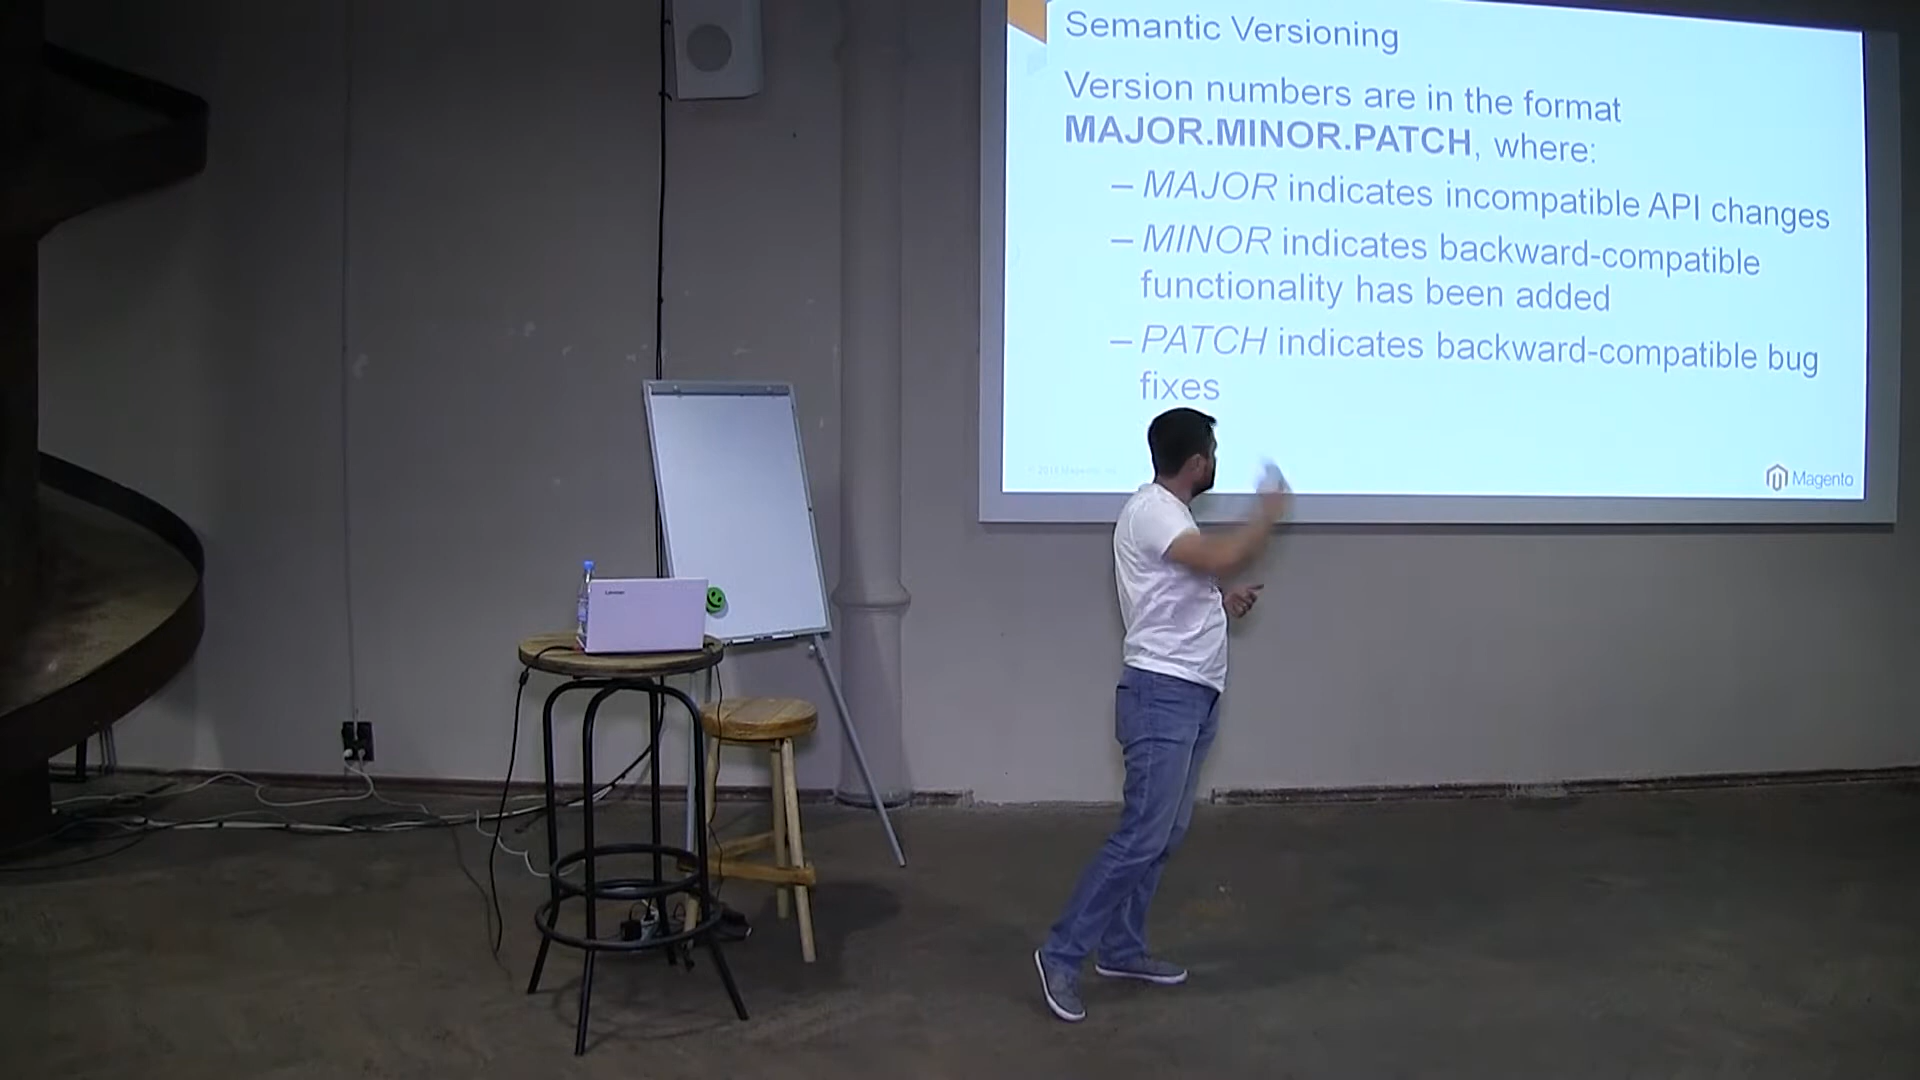 Semantic Versioning
Version numbers are in the format
MAJOR.MINOR.PATCH, where:
– MAJOR indicates incompatible API changes
– MINOR indicates backward-compatible
functionality has been added
– PATCH indicates backward-compatible bug
fixes
Magento
Lenovo